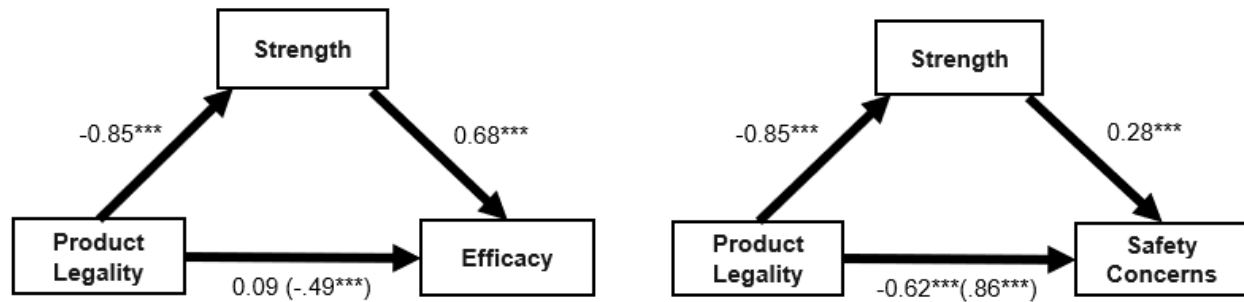 Strength
-0.85***
0.68***
Product
Legality
Efficacy
0.09 (-.49***)
Strength
-0.85***
0.28***
Product
Legality
Safety
Concerns
-0.62***(.86***)